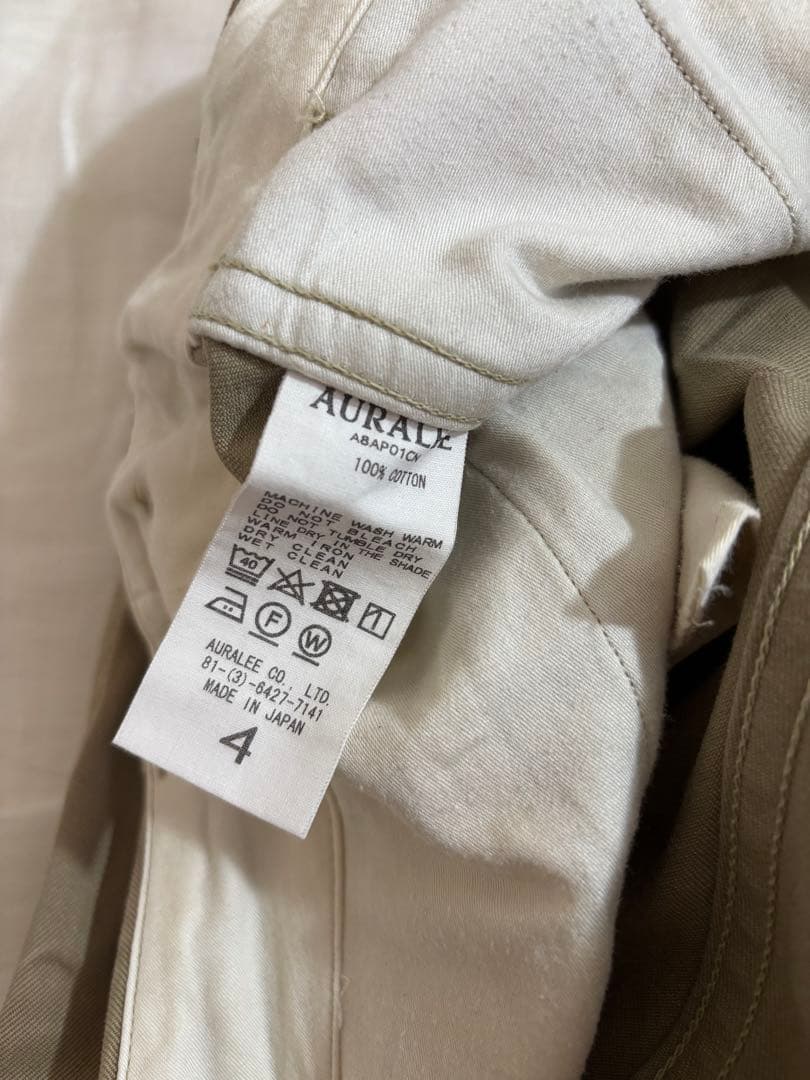 AURALE
A8AP01CN
100% COTTON
MACHINE WASH WARM
DO NOT BLEACH
DO NOT TUMBLE DRY
LINE DRY IN THE SHADE
WARM IRON
DRY CLEAN
WET CLEAN
40
F
W
AURALEE CO., LTD.
81-(3)-6427-7141
MADE IN JAPAN
4